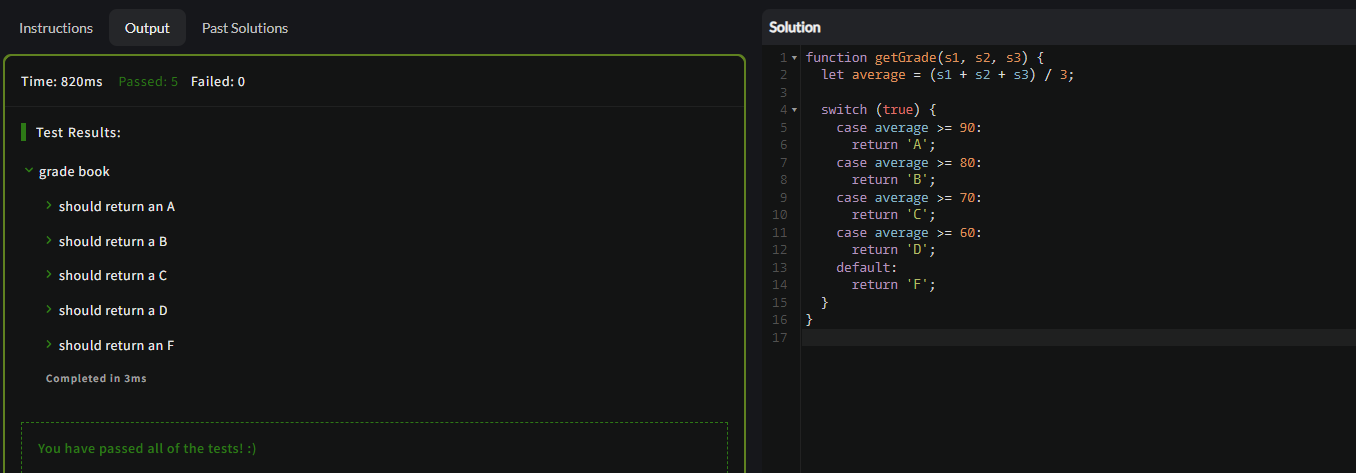 Instructions Output Past Solutions
Time: 820ms Passed: 5 Failed: 0
Test Results:
grade book
should return an A
should return a B
should return a C
should return a D
should return an F
Completed in 3ms
You have passed all of the tests! :)
Solution
1 function getGrade(s1, s2, s3) {
2   let average = (s1 + s2 + s3) / 3;
3
4   switch (true) {
5     case average >= 90:
6       return 'A';
7     case average >= 80:
8       return 'B';
9     case average >= 70:
10       return 'C';
11     case average >= 60:
12       return 'D';
13     default:
14       return 'F';
15   }
16 }
17